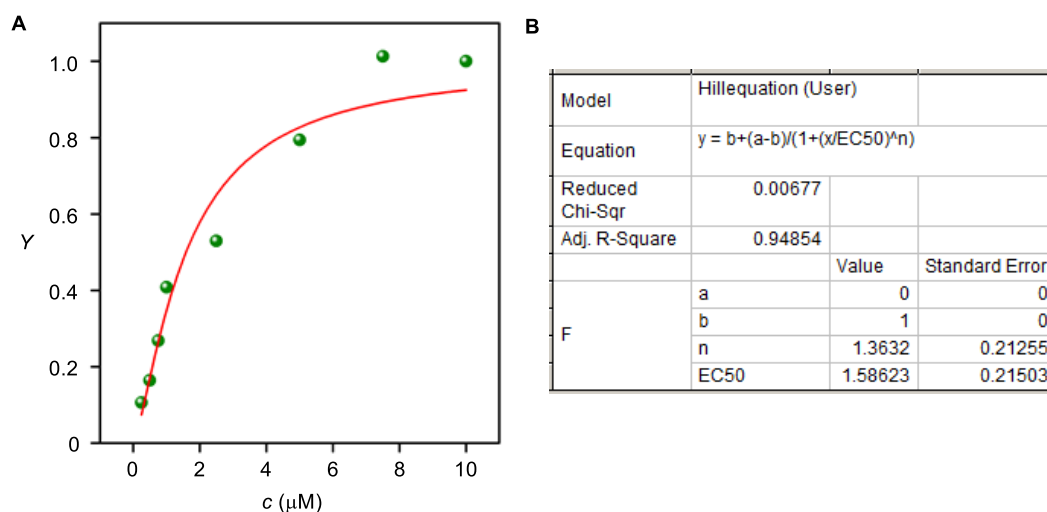 A
1.0
0.8
0.6
0.4
0.2
0
Y
0 2 4 6 8 10
c (μM)
B
Model Hillequation (User)
Equation y = b+(a-b)/(1+(x/EC50)^n)
Reduced 0.00677
Chi-Sqr
Adj. R-Square 0.94854
Value Standard Error
F
a 0 0
b 1 0
n 1.3632 0.21255
EC50 1.58623 0.21503